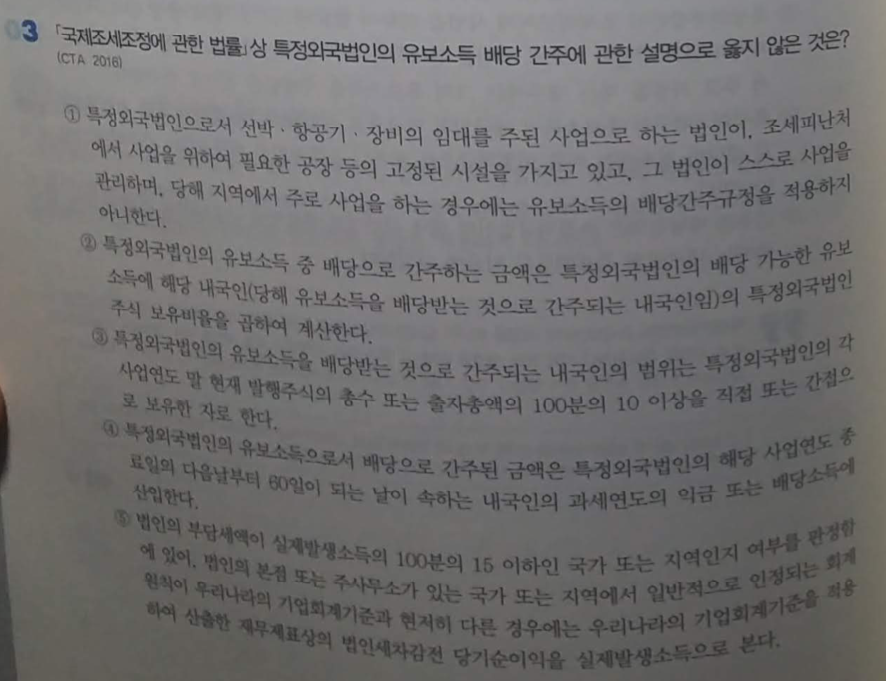 03 「국제조세조정에 관한 법률」상 특정외국법인의 유보소득 배당 간주에 관한 설명으로 옳지 않은 것은?
(CTA 2016)
① 특정외국법인으로서 선박 · 항공기 · 장비의 임대를 주된 사업으로 하는 법인이, 조세피난처
에서 사업을 위하여 필요한 공장 등의 고정된 시설을 가지고 있고, 그 법인이 스스로 사업을
관리하며, 당해 지역에서 주로 사업을 하는 경우에는 유보소득의 배당간주규정을 적용하지
아니한다.
② 특정외국법인의 유보소득 중 배당으로 간주하는 금액은 특정외국법인의 배당 가능한 유보
소득에 해당 내국인(당해 유보소득을 배당받는 것으로 간주되는 내국인임)의 특정외국법인
주식 보유비율을 곱하여 계산한다.
③ 특정외국법인의 유보소득을 배당받는 것으로 간주되는 내국인의 범위는 특정외국법인의 각
사업연도 말 현재 발행주식의 총수 또는 출자총액의 100분의 10 이상을 직접 또는 간접으
로 보유한 자로 한다.
④ 특정외국법인의 유보소득으로서 배당으로 간주된 금액은 특정외국법인의 해당 사업연도 종
료일의 다음날부터 60일이 되는 날이 속하는 내국인의 과세연도의 익금 또는 배당소득에
산입한다.
⑤ 법인의 부담세액이 실제발생소득의 100분의 15 이하인 국가 또는 지역인지 여부를 판정함
에 있어, 법인의 본점 또는 주사무소가 있는 국가 또는 지역에서 일반적으로 인정되는 회계
원칙이 우리나라의 기업회계기준과 현저히 다른 경우에는 우리나라의 기업회계기준을 적용
하여 산출한 재무제표상의 법인세차감전 당기순이익을 실제발생소득으로 본다.